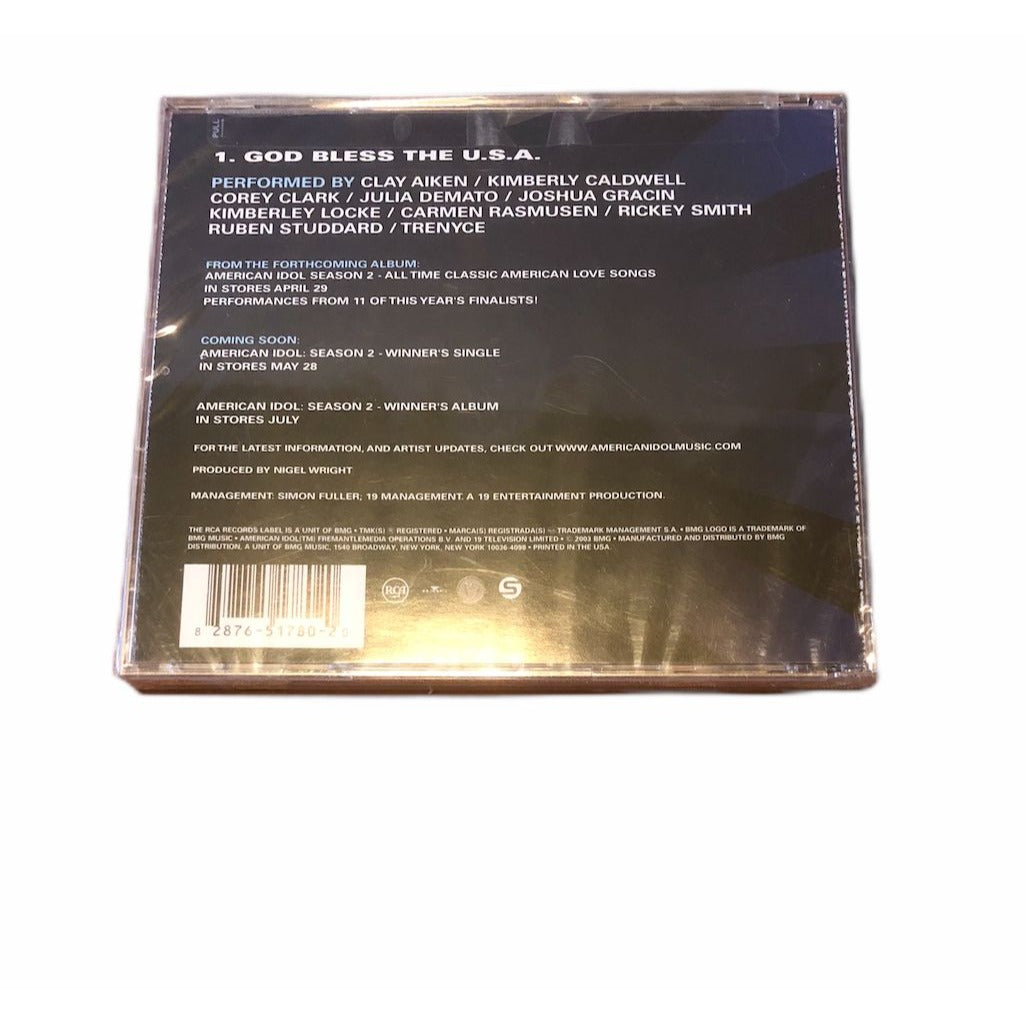 PULL
1. GOD BLESS THE U.S.A.
PERFORMED BY CLAY AIKEN / KIMBERLY CALDWELL
COREY CLARK / JULIA DEMATO / JOSHUA GRACIN
KIMBERLEY LOCKE / CARMEN RASMUSEN / RICKEY SMITH
RUBEN STUDDARD / TRENYCE
FROM THE FORTHCOMING ALBUM:
AMERICAN IDOL SEASON 2 - ALL TIME CLASSIC AMERICAN LOVE SONGS
IN STORES APRIL 29
PERFORMANCES FROM 11 OF THIS YEAR'S FINALISTS!
COMING SOON:
AMERICAN IDOL: SEASON 2 - WINNER'S SINGLE
IN STORES MAY 28
AMERICAN IDOL: SEASON 2 - WINNER'S ALBUM
IN STORES JULY
FOR THE LATEST INFORMATION, AND ARTIST UPDATES, CHECK OUT WWW.AMERICANIDOLMUSIC.COM
PRODUCED BY NIGEL WRIGHT
MANAGEMENT: SIMON FULLER; 19 MANAGEMENT. A 19 ENTERTAINMENT PRODUCTION.
THE RCA RECORDS LABEL IS A UNIT OF BMG • TMK(S) ® REGISTERED • MARCA(S) REGISTRADA(S) TRADEMARK MANAGEMENT S.A. • BMG LOGO IS A TRADEMARK OF
BMG MUSIC • AMERICAN IDOL(TM) FREMANTLEMEDIA OPERATIONS B.V. AND 19 TELEVISION LIMITED • © 2003 BMG • MANUFACTURED AND DISTRIBUTED BY BMG
DISTRIBUTION, A UNIT OF BMG MUSIC, 1540 BROADWAY, NEW YORK, NEW YORK 10036-4098 • PRINTED IN THE USA.
RCA
S
8 2876-51780-2 6